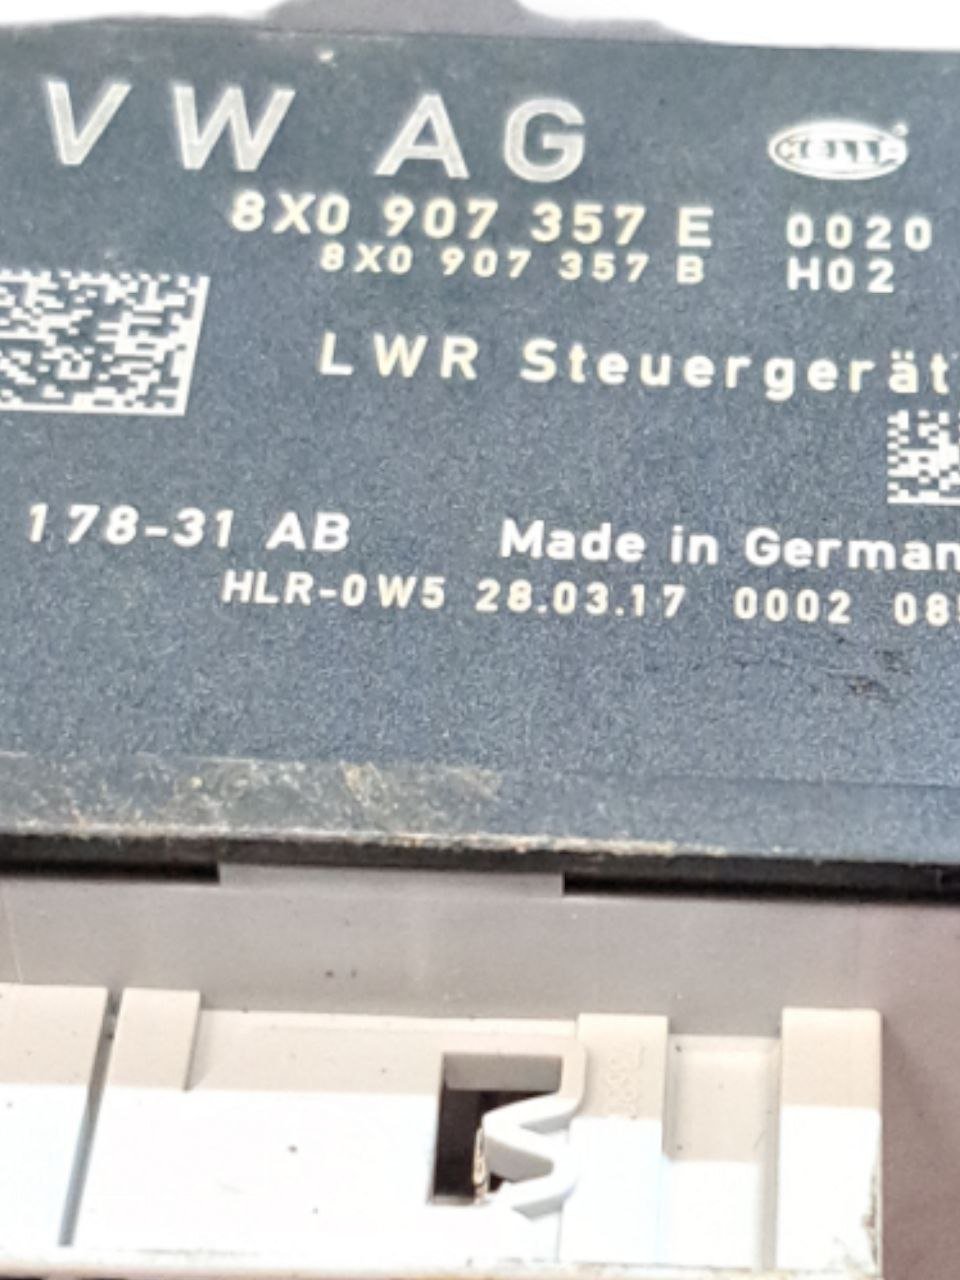 VW AG
HELLA
8X0 907 357 E 0020
8X0 907 357 B H02
LWR Steuergerät
178-31 AB Made in German
HLR-0W5 28.03.17 0002 08